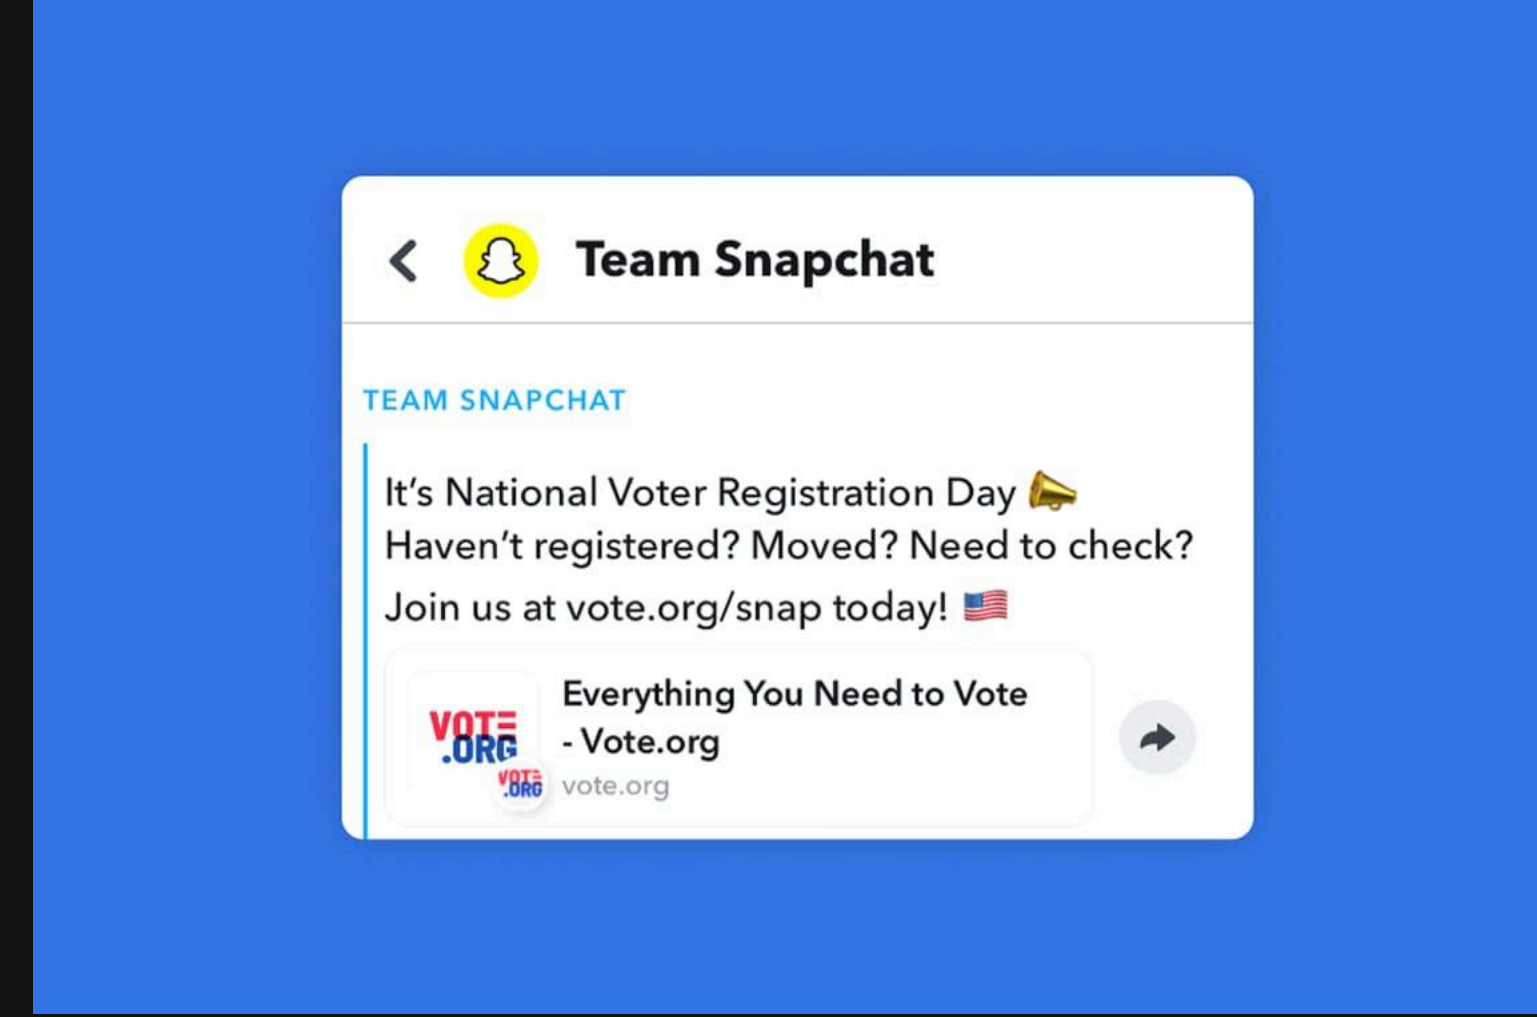 Team Snapchat
TEAM SNAPCHAT
It’s National Voter Registration Day 📣
Haven’t registered? Moved? Need to check?
Join us at vote.org/snap today! 🇺🇸
VOTE
.ORG
VOTE
.ORG
Everything You Need to Vote
- Vote.org
vote.org